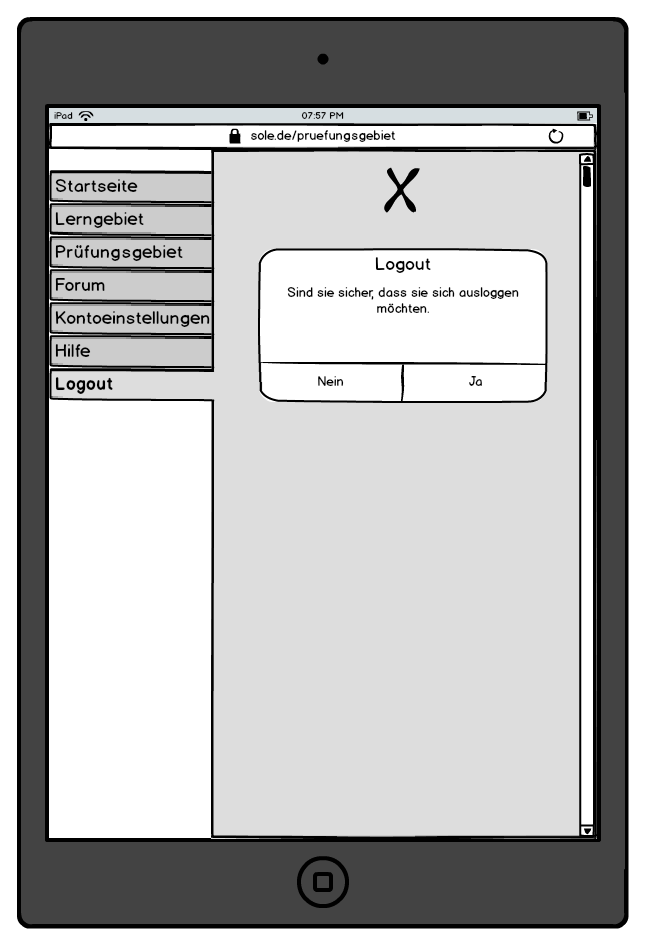 iPad
07:57 PM
sole.de/pruefungsgebiet
Startseite
Lerngebiet
Prüfungsgebiet
Forum
Kontoeinstellungen
Hilfe
Logout
X
Logout
Sind sie sicher, dass sie sich ausloggen
möchten.
Nein
Ja